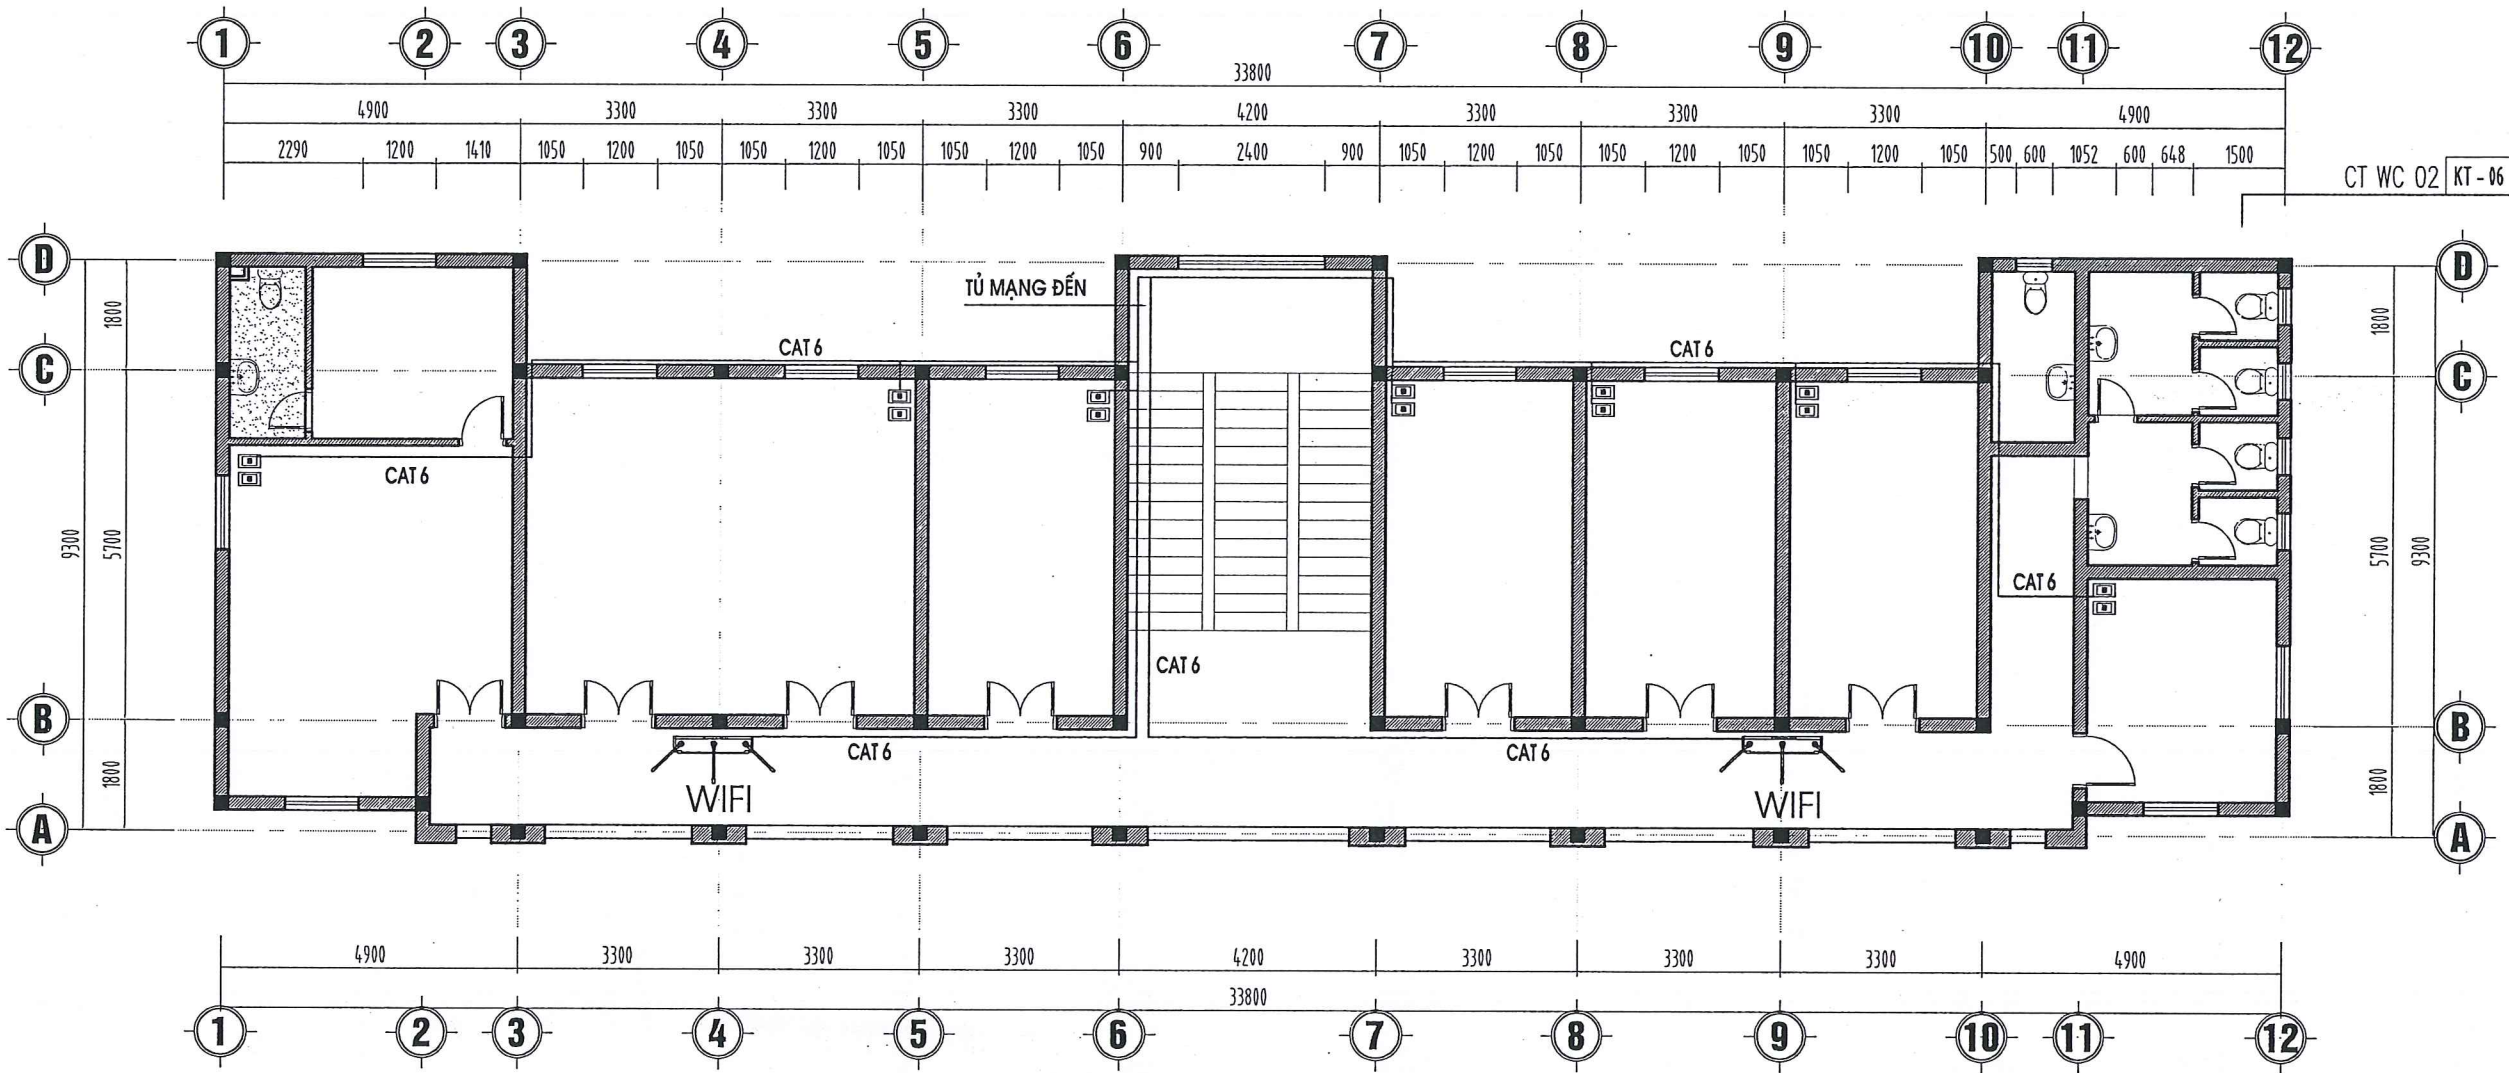 1 2 3 4 5 6 7 8 9 10 11 12
33800
4900 3300 3300 3300 4200 3300 3300 3300 4900
2290 1200 1410 1050 1200 1050 1050 1200 1050 1050 1200 1050 900 2400 900 1050 1200 1050 1050 1200 1050 1050 1200 1050 500 600 1052 600 648 1500
CT WC 02 KT - 06
D D
TỦ MẠNG ĐẾN
1800 1800
CAT 6 CAT 6
C C
CAT 6
9300 5700 5700 9300
CAT 6
CAT 6
B B
CAT 6 CAT 6
1800 1800
WIFI WIFI
A A
4900 3300 3300 3300 4200 3300 3300 3300 4900
33800
1 2 3 4 5 6 7 8 9 10 11 12